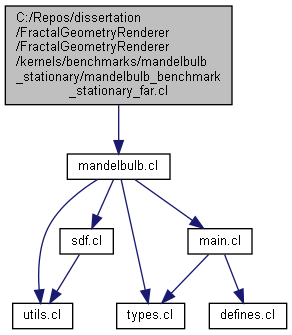 C:/Repos/dissertation
/FractalGeometryRenderer
/FractalGeometryRenderer
/kernels/benchmarks/mandelbulb
_stationary/mandelbulb_benchmark
_stationary_far.cl
mandelbulb.cl
sdf.cl
main.cl
utils.cl
types.cl
defines.cl